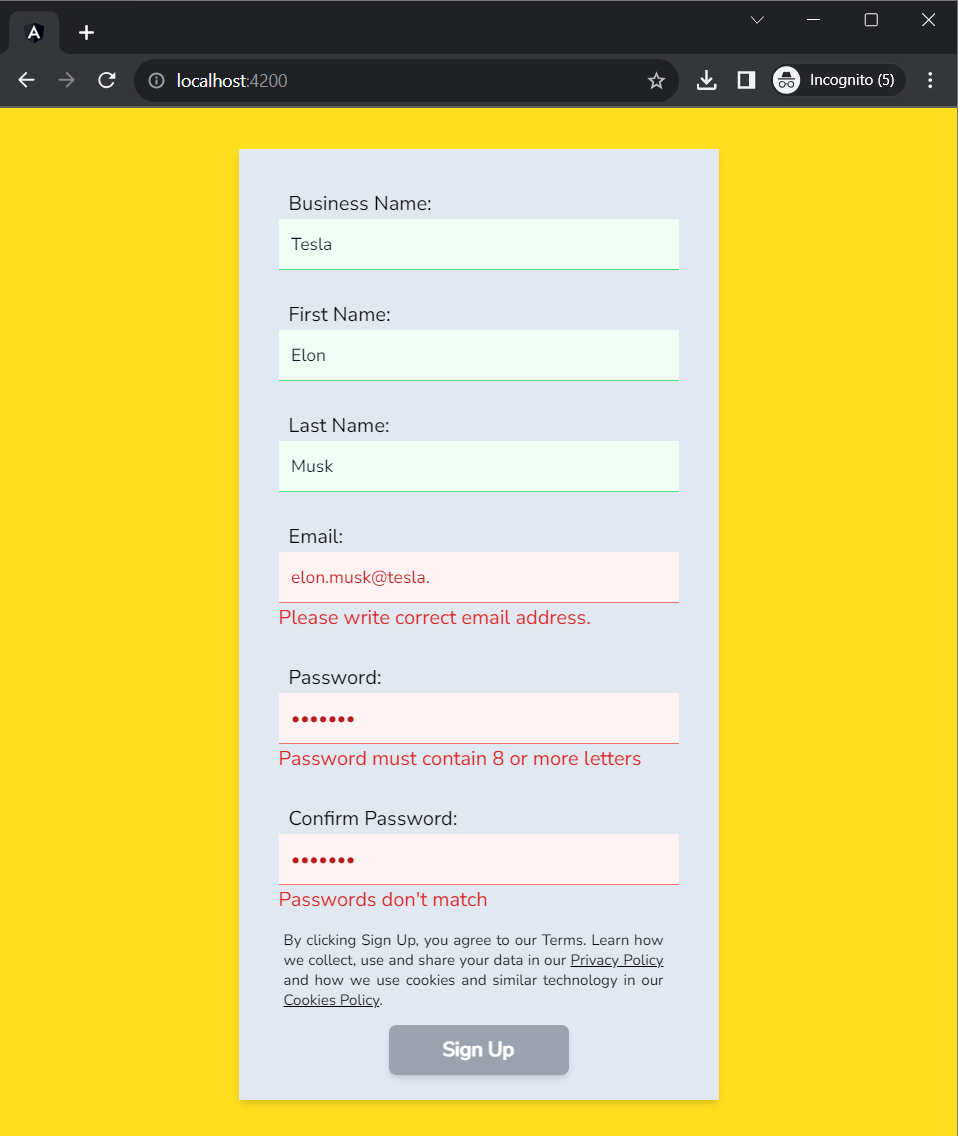 localhost:4200
Incognito (5)
Business Name:
Tesla
First Name:
Elon
Last Name:
Musk
Email:
elon.musk@tesla.
Please write correct email address.
Password:
•••••••
Password must contain 8 or more letters
Confirm Password:
•••••••
Passwords don't match
By clicking Sign Up, you agree to our Terms. Learn how
we collect, use and share your data in our Privacy Policy
and how we use cookies and similar technology in our
Cookies Policy.
Sign Up